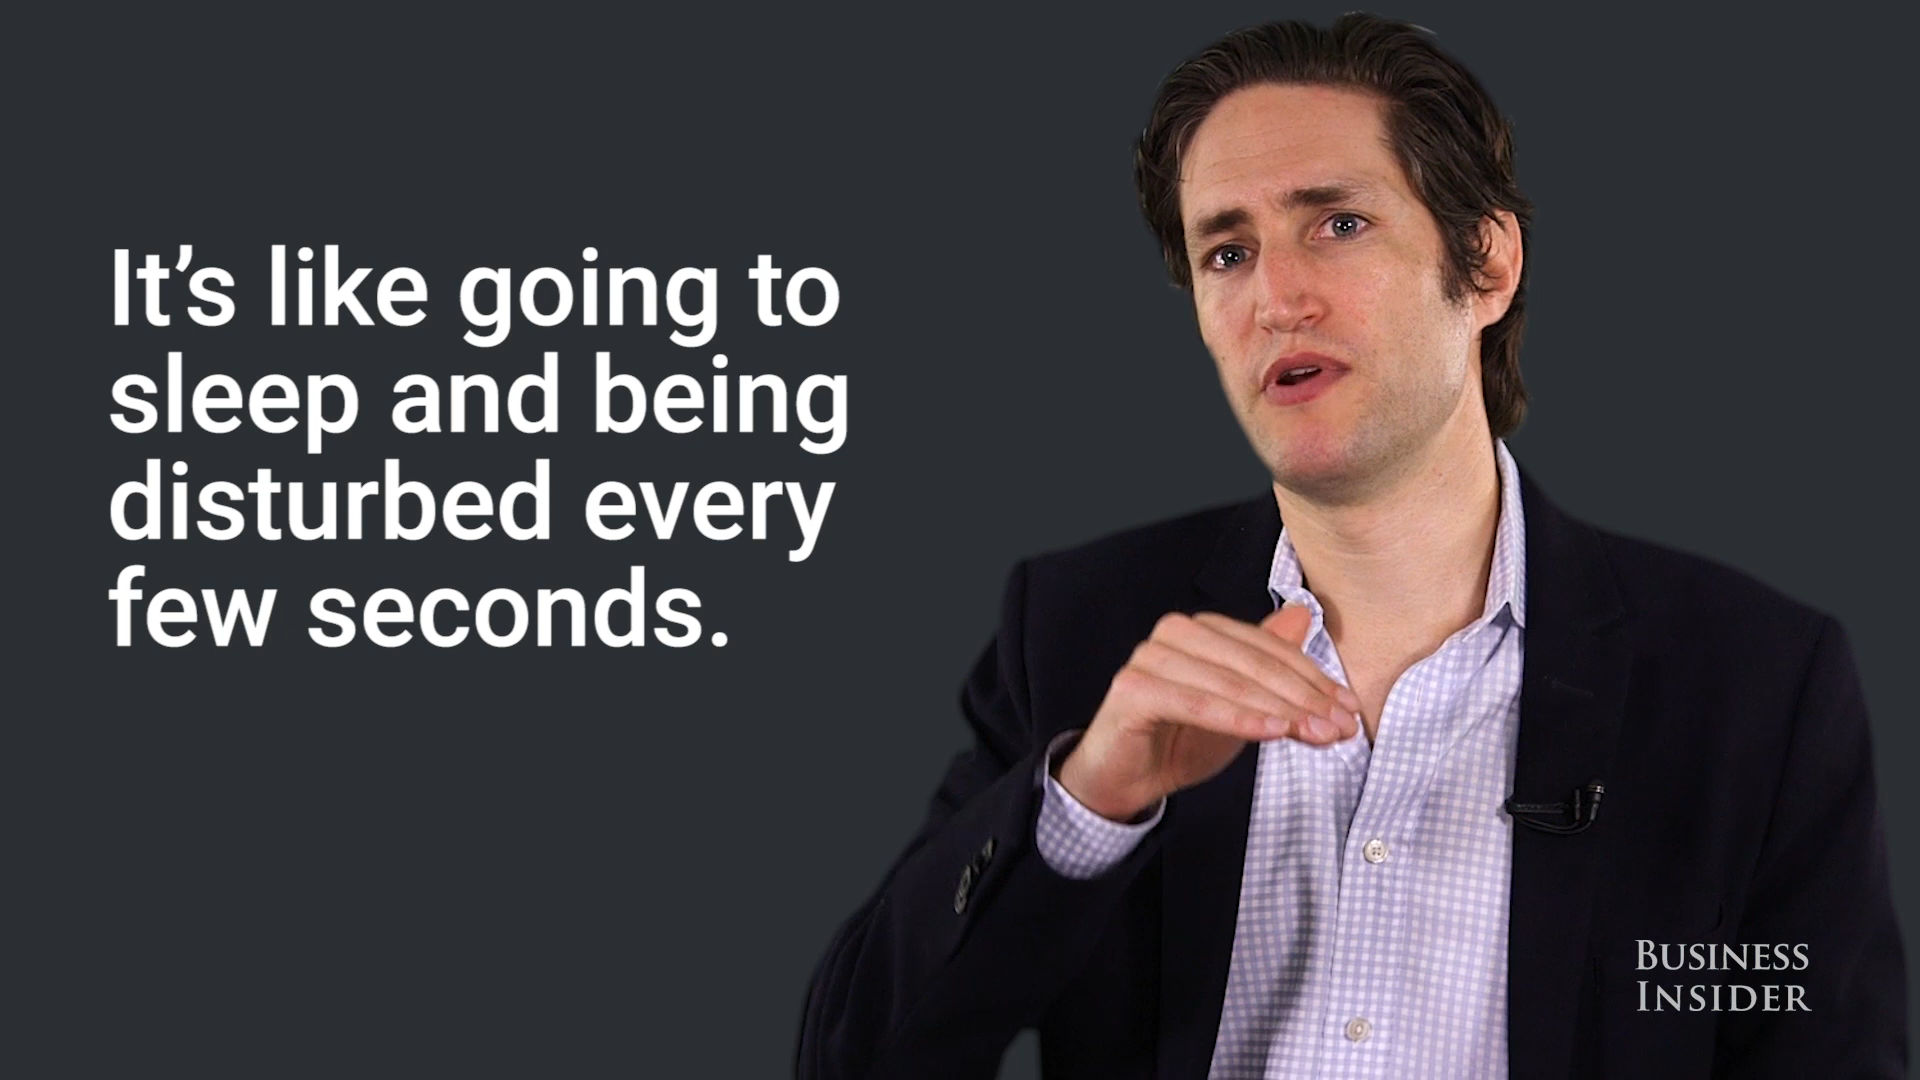 It’s like going to
sleep and being
disturbed every
few seconds.
BUSINESS
INSIDER